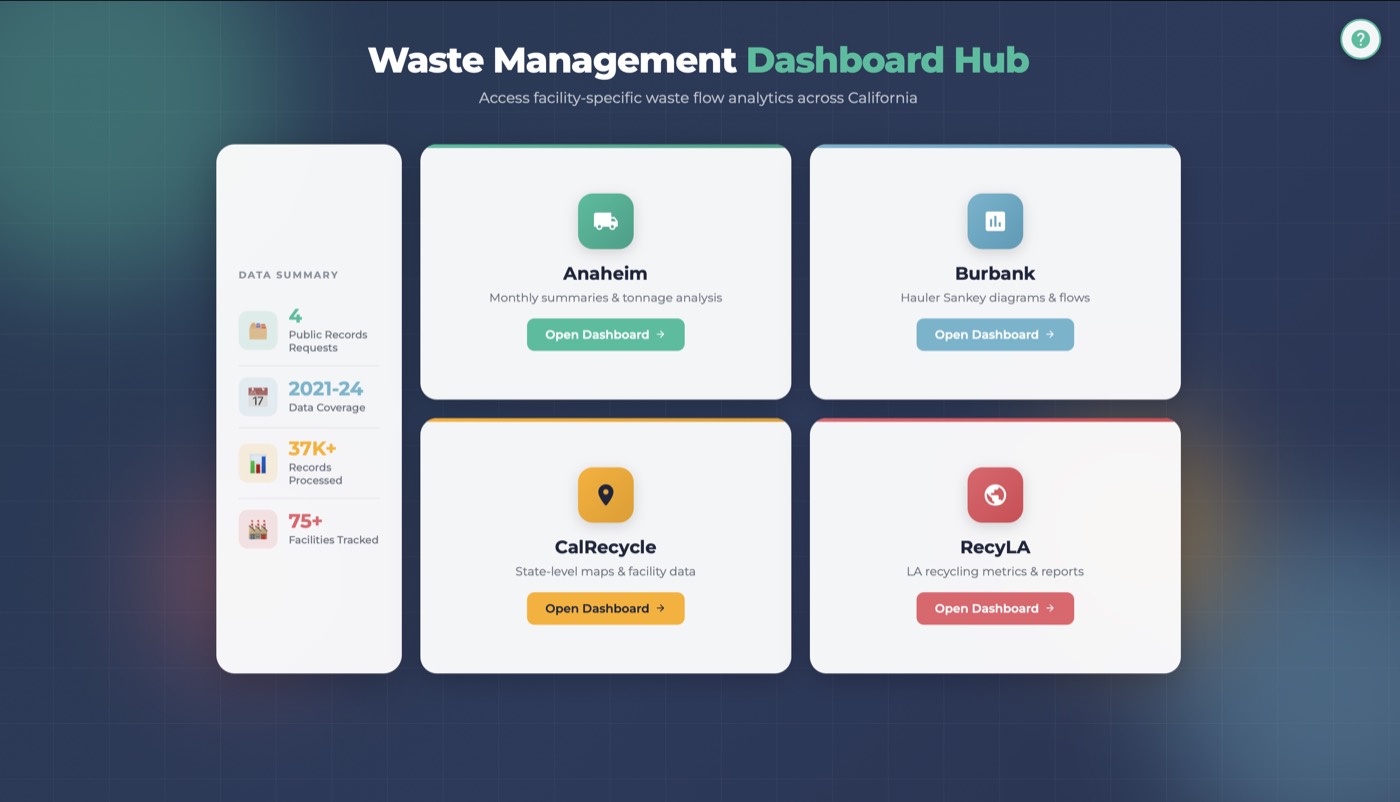 Waste Management Dashboard Hub
?
Access facility-specific waste flow analytics across California
DATA SUMMARY
4
Public Records
Requests
17
2021-24
Data Coverage
37K+
Records
Processed
75+
Facilities Tracked
Anaheim
Monthly summaries & tonnage analysis
Open Dashboard →
Burbank
Hauler Sankey diagrams & flows
Open Dashboard →
CalRecycle
State-level maps & facility data
Open Dashboard →
RecyLA
LA recycling metrics & reports
Open Dashboard →